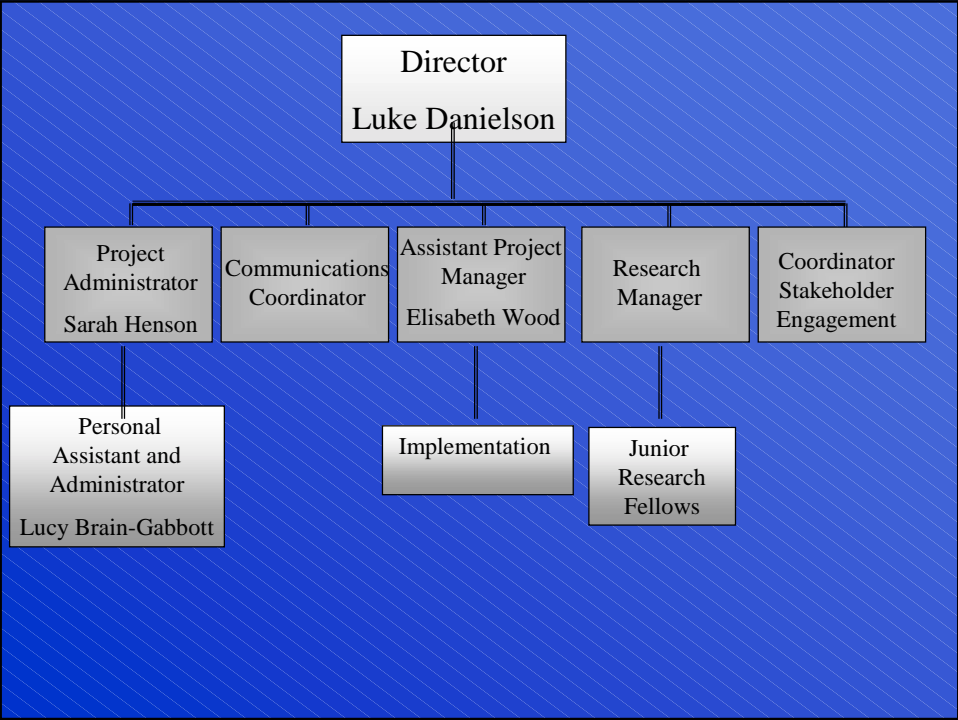 Director
Luke Danielson
Project
Administrator
Sarah Henson
Communications
Coordinator
Assistant Project
Manager
Elisabeth Wood
Research
Manager
Coordinator
Stakeholder
Engagement
Personal
Assistant and
Administrator
Lucy Brain-Gabbott
Implementation
Junior
Research
Fellows